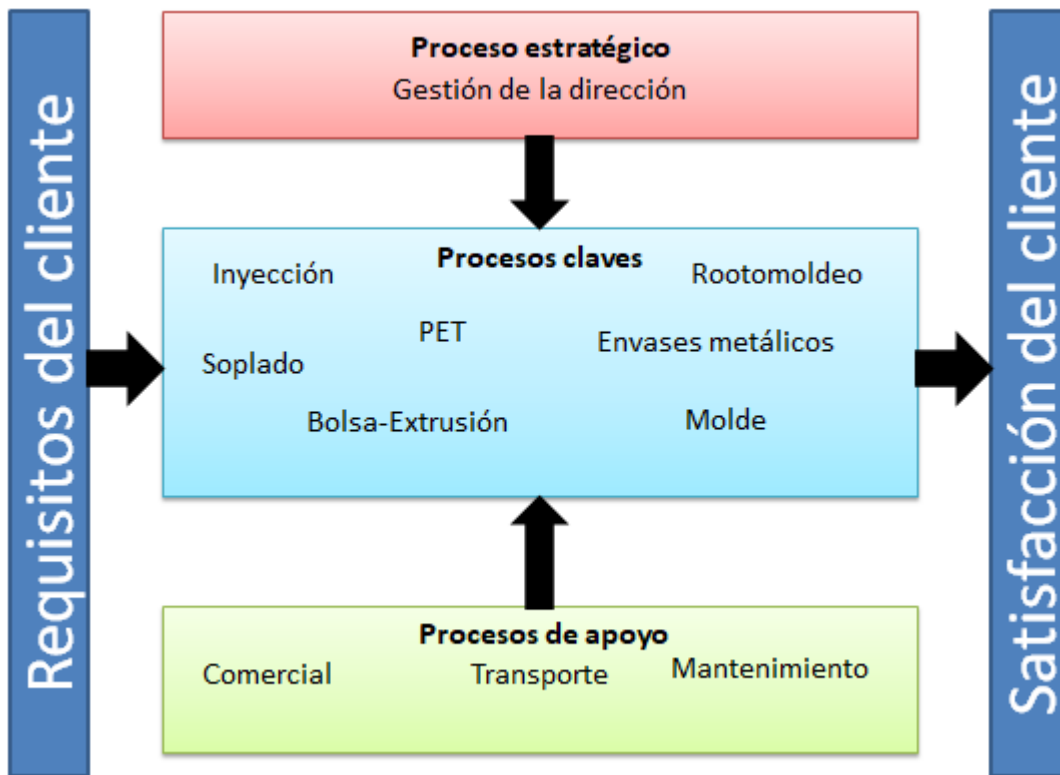 Requisitos del cliente
Proceso estratégico
Gestión de la dirección
Procesos claves
Inyección
Rootomoldeo
PET
Envases metálicos
Soplado
Bolsa-Extrusión
Molde
Procesos de apoyo
Comercial
Transporte
Mantenimiento
Satisfacción del cliente